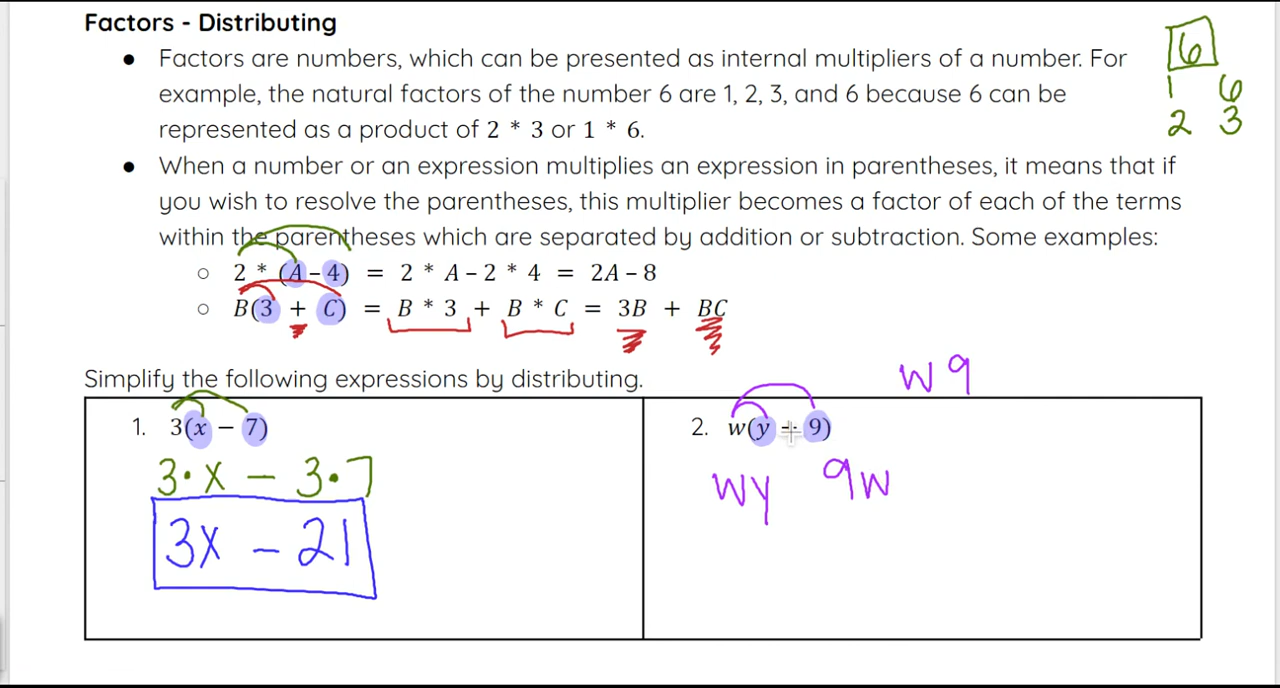 Factors - Distributing
6
1 6
2 3
● Factors are numbers, which can be presented as internal multipliers of a number. For
example, the natural factors of the number 6 are 1, 2, 3, and 6 because 6 can be
represented as a product of 2 * 3 or 1 * 6.
● When a number or an expression multiplies an expression in parentheses, it means that if
you wish to resolve the parentheses, this multiplier becomes a factor of each of the terms
within the parentheses which are separated by addition or subtraction. Some examples:
○ 2 * (A – 4) = 2 * A – 2 * 4 = 2A – 8
○ B(3 + C) = B * 3 + B * C = 3B + BC
Simplify the following expressions by distributing.
w 9
1. 3(x – 7)
3·x – 3·7
3x – 21
2. w(y + 9)
wy 9w